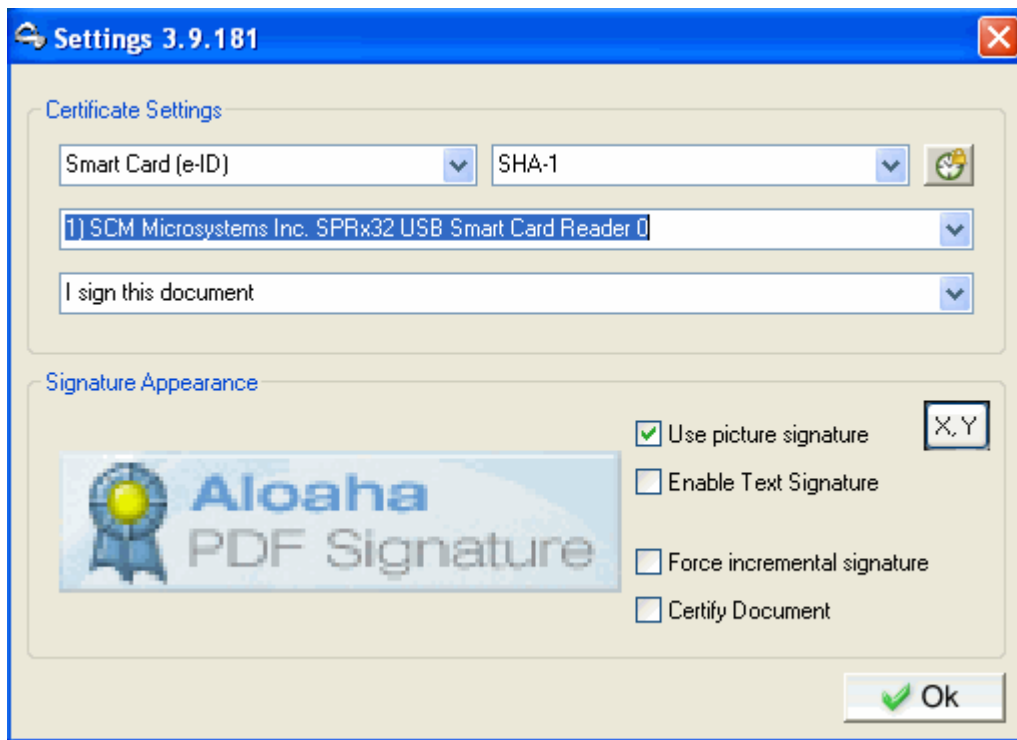 Settings 3.9.181
Certificate Settings
Smart Card (e-ID)
SHA-1
1) SCM Microsystems Inc. SPRx32 USB Smart Card Reader 0
I sign this document
Signature Appearance
X,Y
Use picture signature
Enable Text Signature
Aloaha
PDF Signature
Force incremental signature
Certify Document
Ok